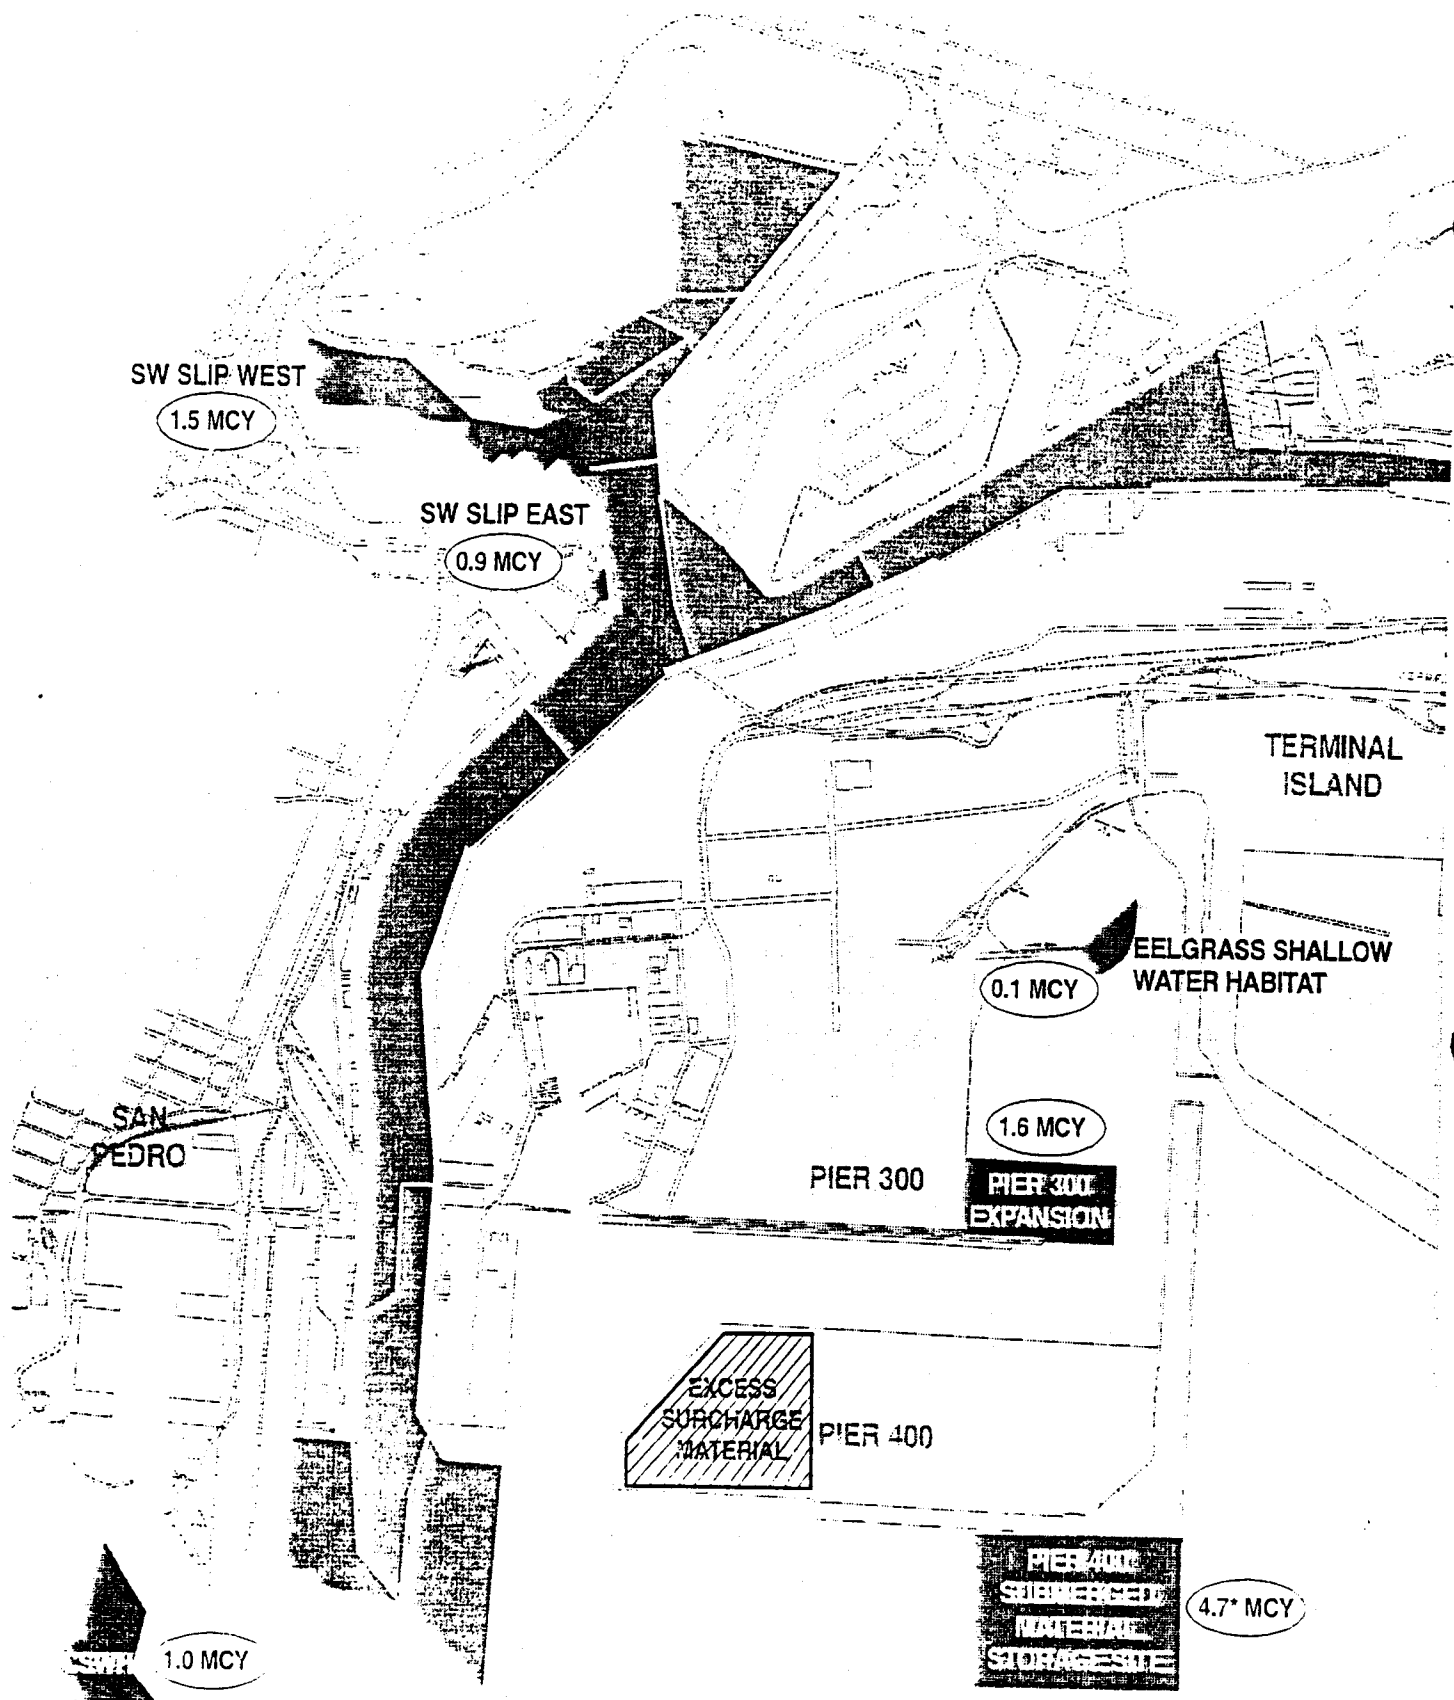 SW SLIP WEST
1.5 MCY
SW SLIP EAST
0.9 MCY
TERMINAL
ISLAND
EELGRASS SHALLOW
WATER HABITAT
0.1 MCY
SAN
PEDRO
1.6 MCY
PIER 300
PIER 300
EXPANSION
EXCESS
SURCHARGE
MATERIAL
PIER 400
PIER 400
SUBMERGED
MATERIAL
STORAGE SITE
4.7* MCY
1.0 MCY